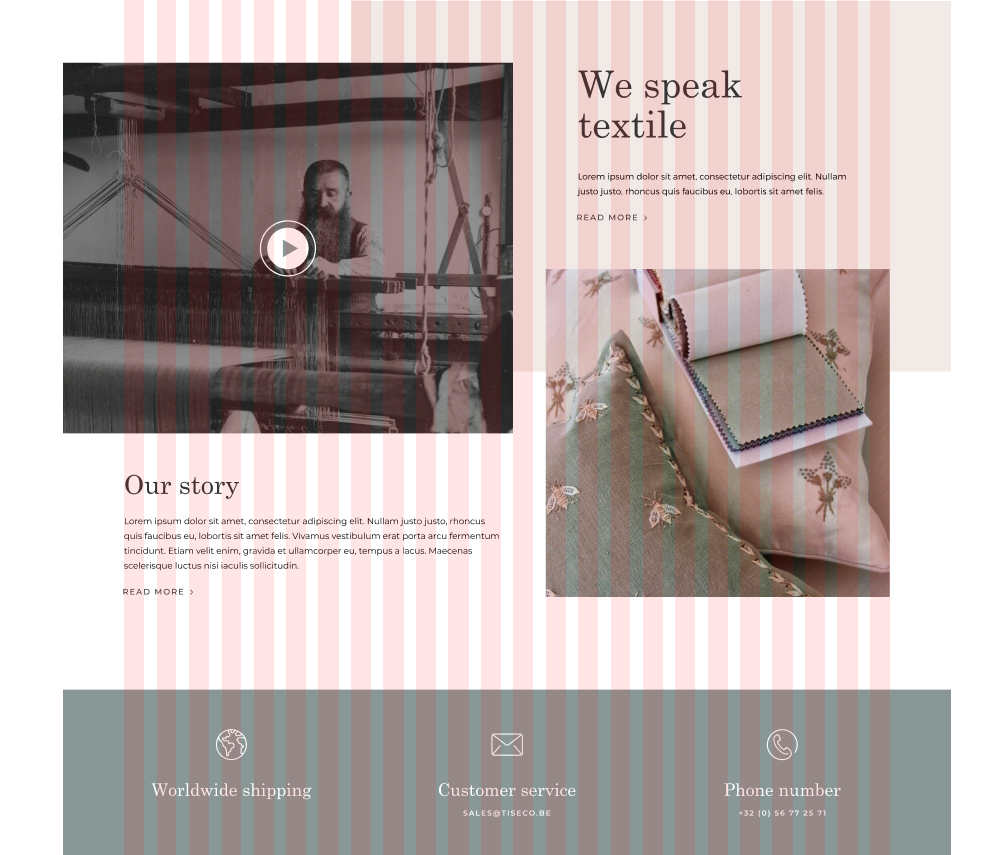 We speak
textile
Lorem ipsum dolor sit amet, consectetur adipiscing elit. Nullam
justo justo, rhoncus quis faucibus eu, lobortis sit amet felis.
READ MORE >
Our story
Lorem ipsum dolor sit amet, consectetur adipiscing elit. Nullam justo justo, rhoncus
quis faucibus eu, lobortis sit amet felis. Vivamus vestibulum erat porta arcu fermentum
tincidunt. Etiam velit enim, gravida et ullamcorper eu, tempus a lacus. Maecenas
scelerisque luctus nisi iaculis sollicitudin.
READ MORE >
Worldwide shipping
Customer service
SALES@TISECO.BE
Phone number
+32 (0) 56 77 25 71